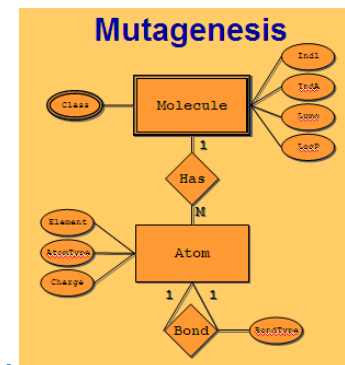 Mutagenesis
Ind1
Class
Molecule
IndA
Lumo
LogP
1
Has
M
Element
AtomType
Atom
Charge
1 1
Bond
BondType